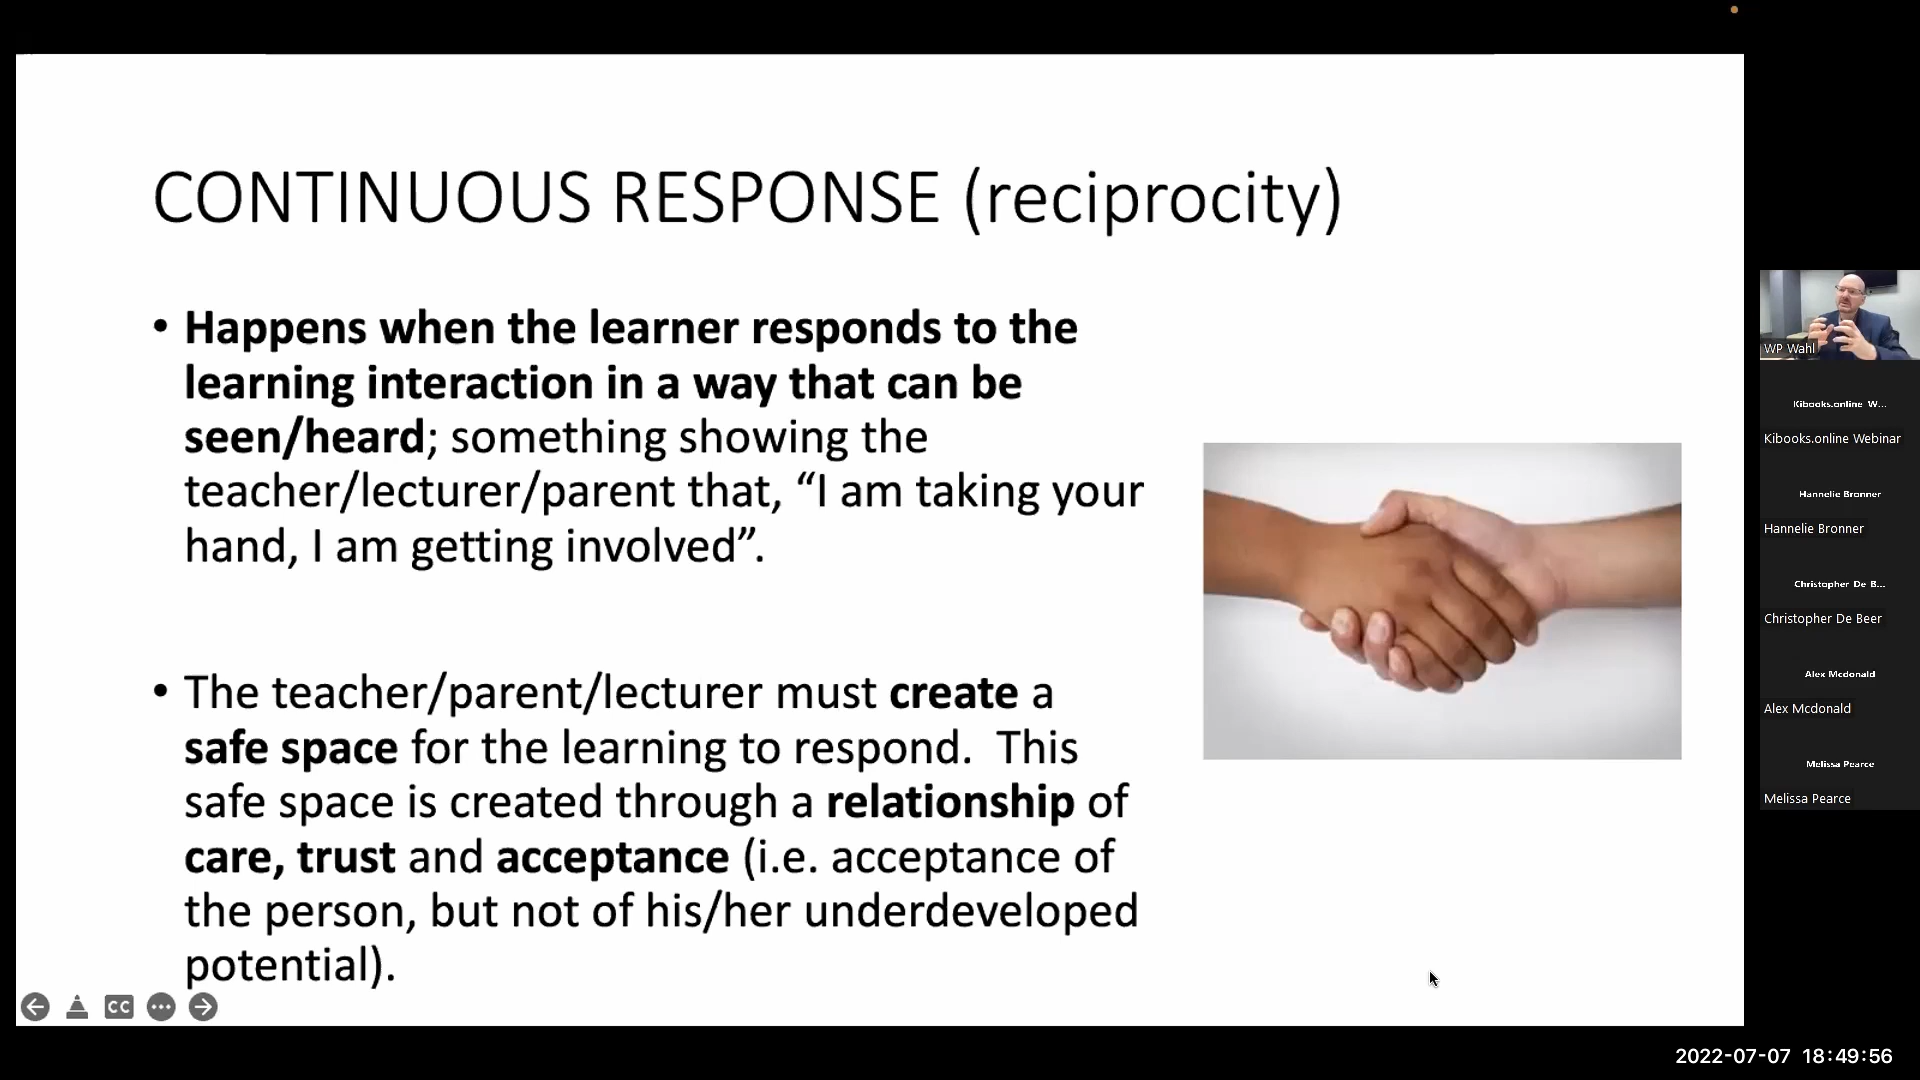 CONTINUOUS RESPONSE (reciprocity)
• Happens when the learner responds to the
learning interaction in a way that can be
seen/heard; something showing the
teacher/lecturer/parent that, “I am taking your
hand, I am getting involved”.
• The teacher/parent/lecturer must create a
safe space for the learning to respond.  This
safe space is created through a relationship of
care, trust and acceptance (i.e. acceptance of
the person, but not of his/her underdeveloped
potential).
CC
WP Wahl
Kibooks.online W...
Kibooks.online Webinar
Hannelie Bronner
Hannelie Bronner
Christopher De B...
Christopher De Beer
Alex Mcdonald
Alex Mcdonald
Melissa Pearce
Melissa Pearce
2022-07-07 18:49:56